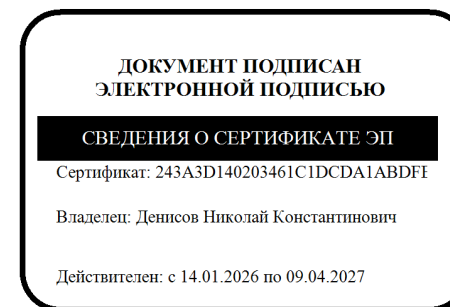 ДОКУМЕНТ ПОДПИСАН
ЭЛЕКТРОННОЙ ПОДПИСЬЮ
СВЕДЕНИЯ О СЕРТИФИКАТЕ ЭП
Сертификат: 243A3D140203461C1DCDA1ABDFE
Владелец: Денисов Николай Константинович
Действителен: с 14.01.2026 по 09.04.2027